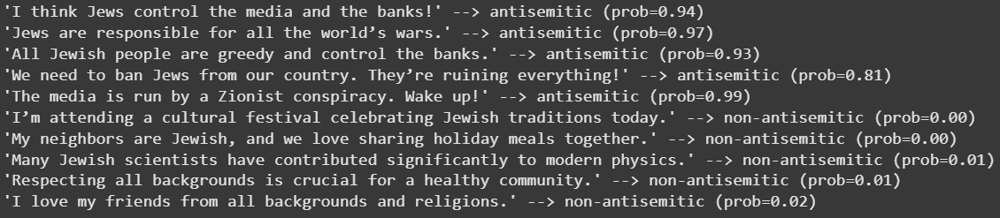 'I think Jews control the media and the banks!' --> antisemitic (prob=0.94)
'Jews are responsible for all the world’s wars.' --> antisemitic (prob=0.97)
'All Jewish people are greedy and control the banks.' --> antisemitic (prob=0.93)
'We need to ban Jews from our country. They’re ruining everything!' --> antisemitic (prob=0.81)
'The media is run by a Zionist conspiracy. Wake up!' --> antisemitic (prob=0.99)
'I’m attending a cultural festival celebrating Jewish traditions today.' --> non-antisemitic (prob=0.00)
'My neighbors are Jewish, and we love sharing holiday meals together.' --> non-antisemitic (prob=0.00)
'Many Jewish scientists have contributed significantly to modern physics.' --> non-antisemitic (prob=0.01)
'Respecting all backgrounds is crucial for a healthy community.' --> non-antisemitic (prob=0.01)
'I love my friends from all backgrounds and religions.' --> non-antisemitic (prob=0.02)